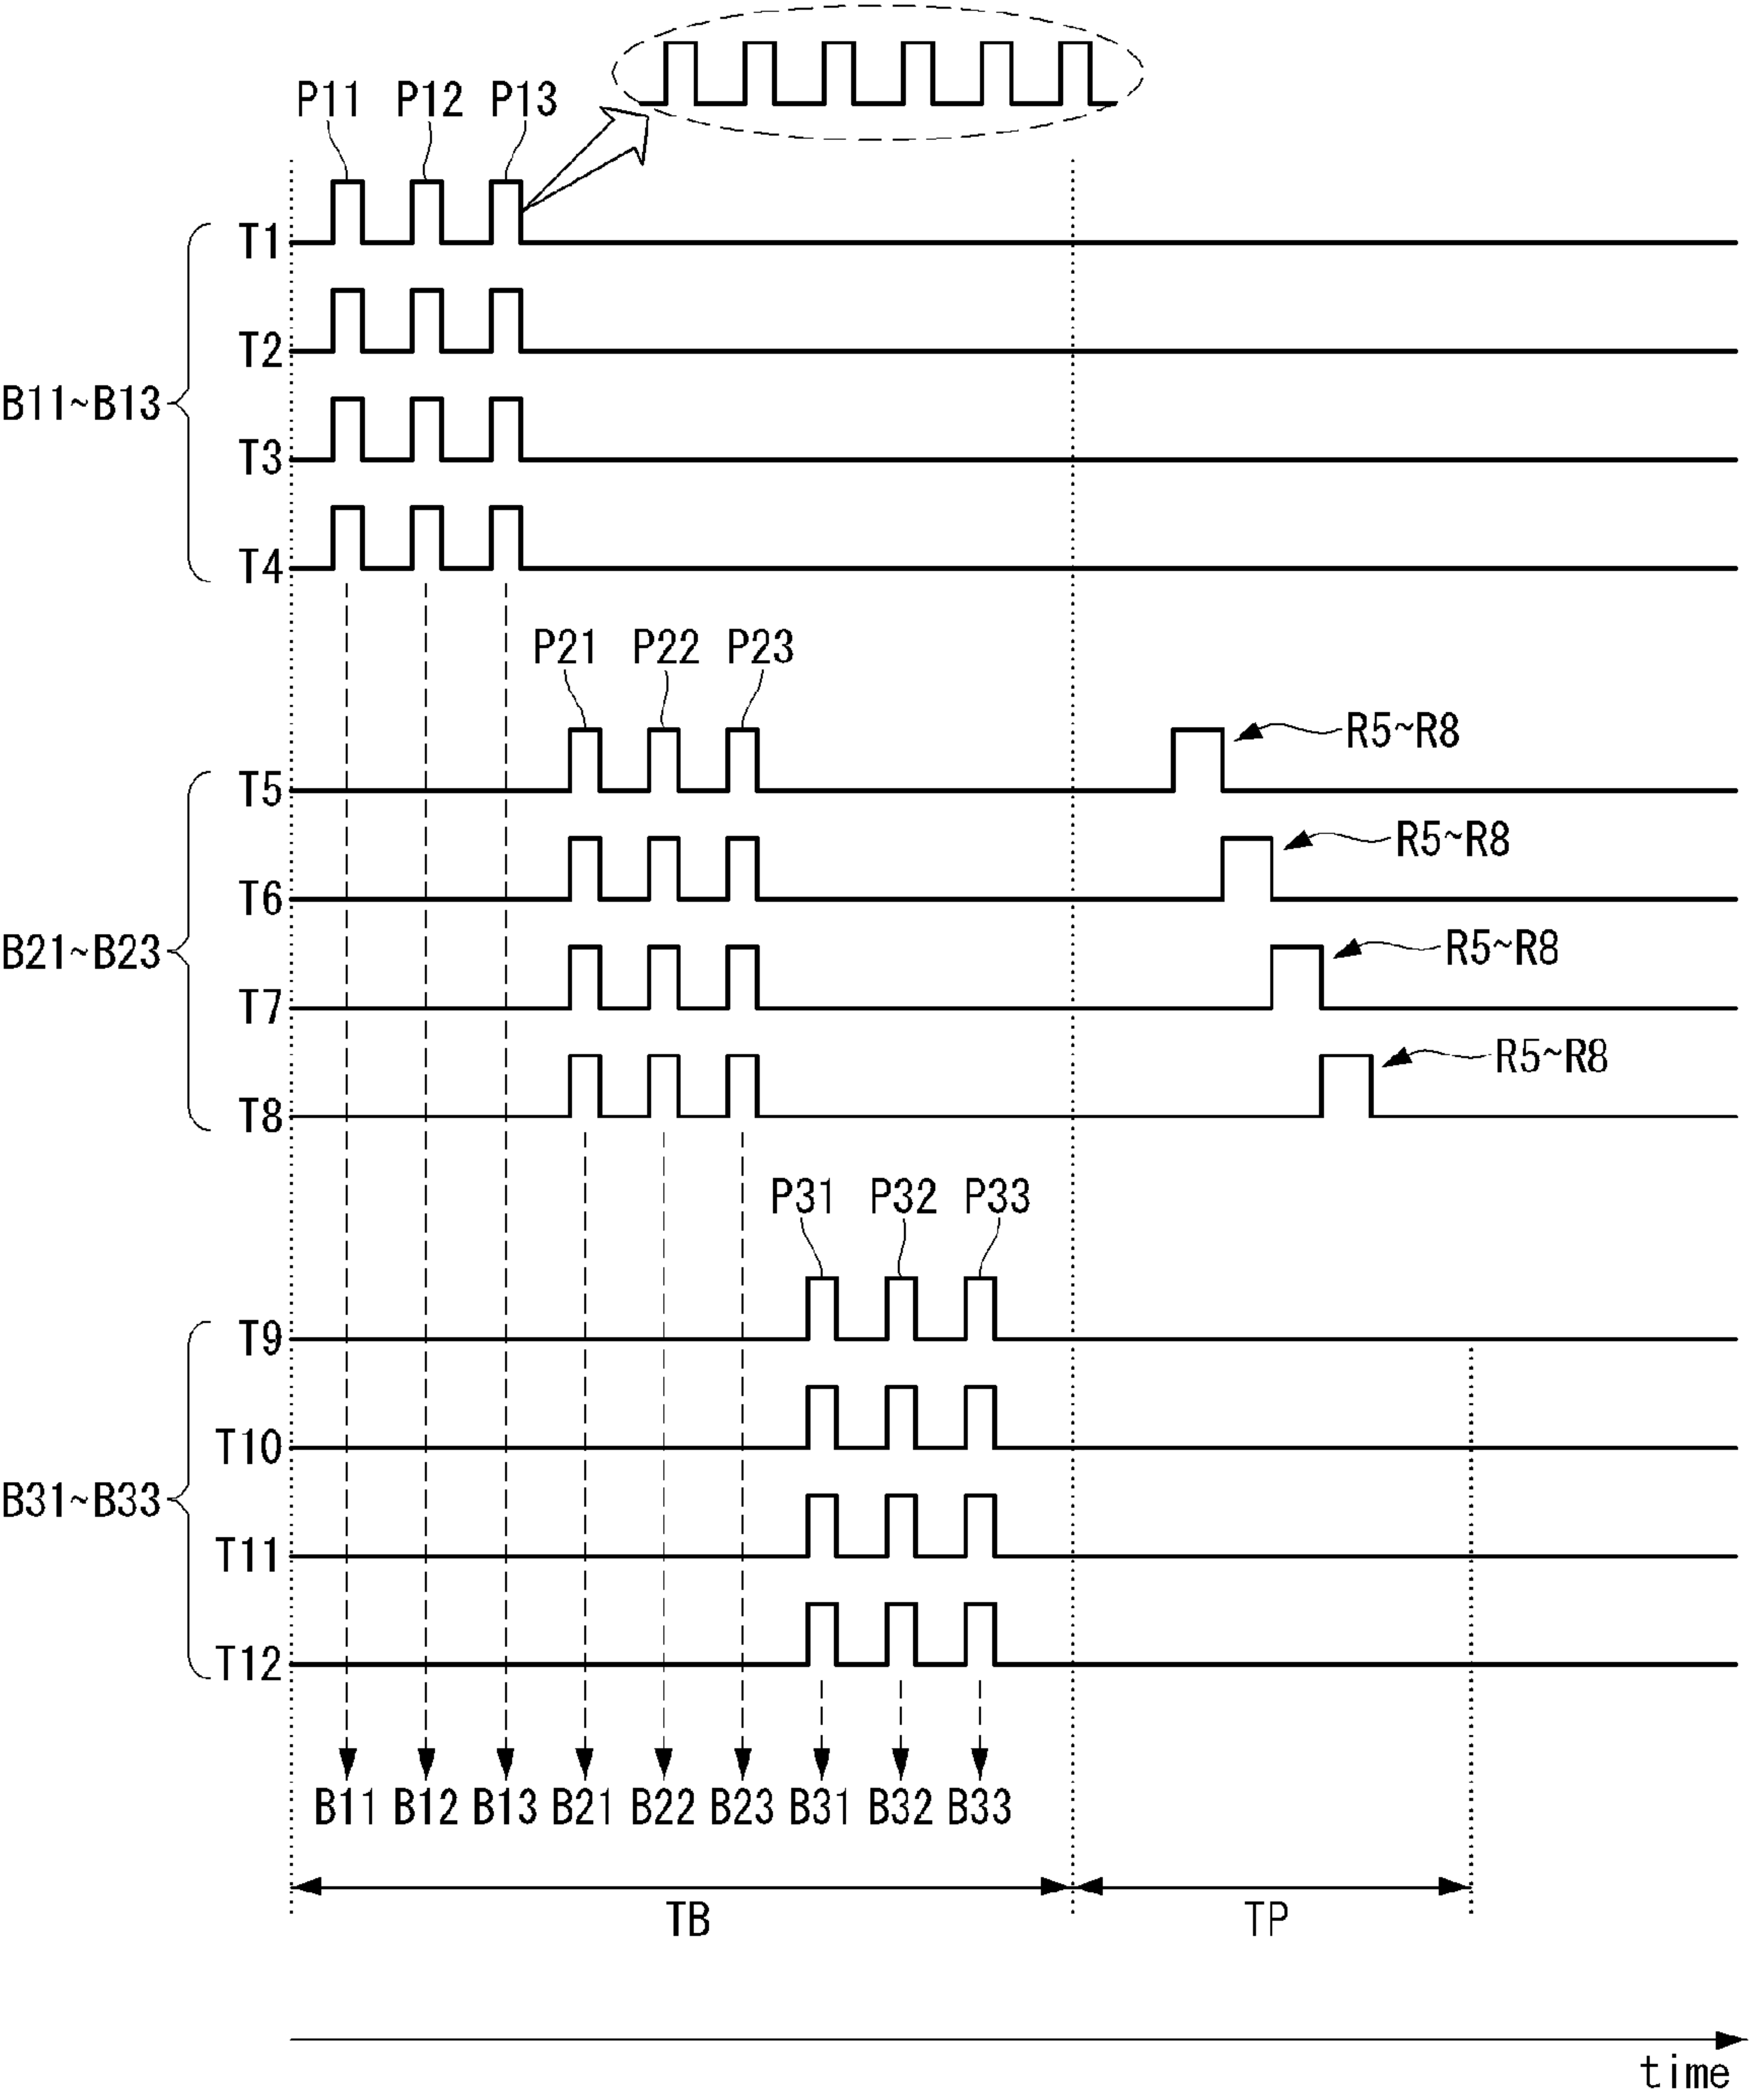 P11 P12 P13
T1
T2
B11~B13
T3
T4
P21 P22 P23
R5~R8
T5
R5~R8
T6
B21~B23
R5~R8
T7
R5~R8
T8
P31 P32 P33
T9
T10
B31~B33
T11
T12
B11 B12 B13 B21 B22 B23 B31 B32 B33
TB TP
time